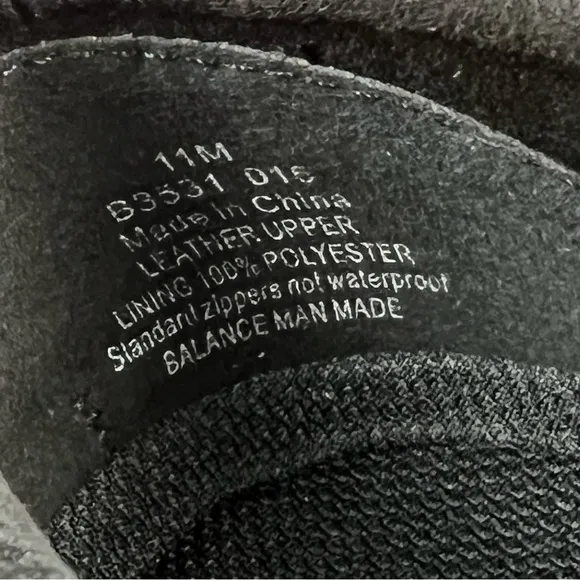 11M
B3531 016
Made in China
LEATHER UPPER
LINING 100% POLYESTER
Standard zippers not waterproof
BALANCE MAN MADE